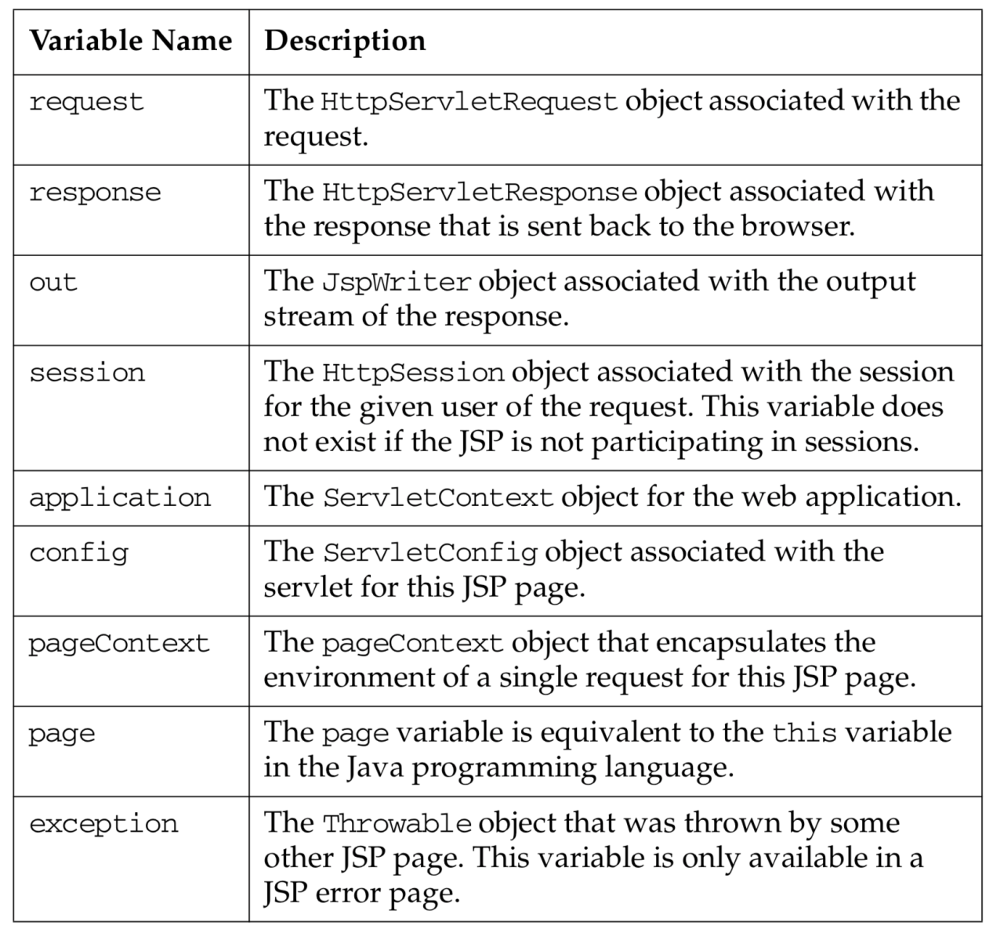 Variable Name Description
request The HttpServletRequest object associated with the
request.
response The HttpServletResponse object associated with
the response that is sent back to the browser.
out The JspWriter object associated with the output
stream of the response.
session The HttpSession object associated with the session
for the given user of the request. This variable does
not exist if the JSP is not participating in sessions.
application The ServletContext object for the web application.
config The ServletConfig object associated with the
servlet for this JSP page.
pageContext The pageContext object that encapsulates the
environment of a single request for this JSP page.
page The page variable is equivalent to the this variable
in the Java programming language.
exception The Throwable object that was thrown by some
other JSP page. This variable is only available in a
JSP error page.